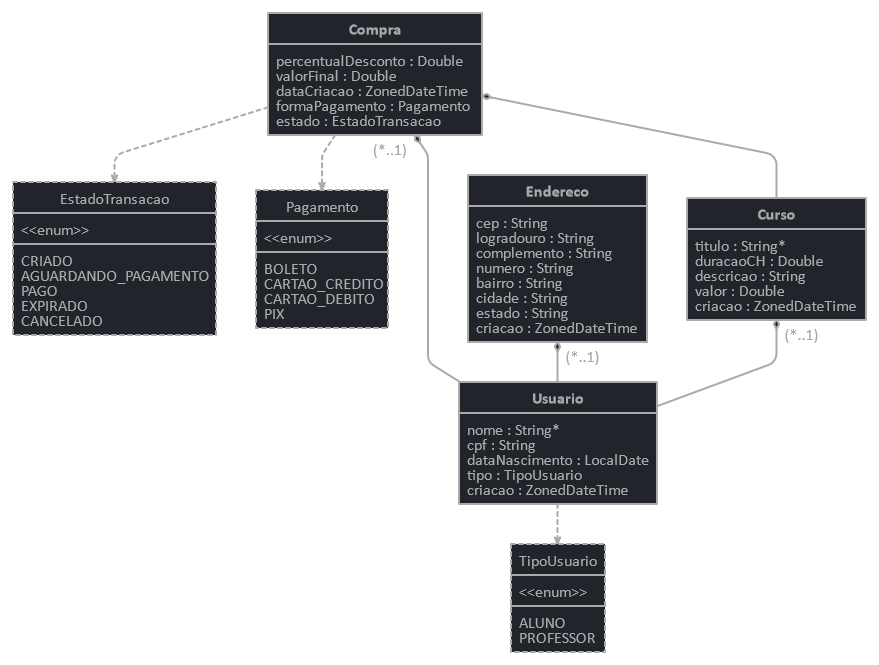 Compra
percentualDesconto : Double
valorFinal : Double
dataCriacao : ZonedDateTime
formaPagamento : Pagamento
estado : EstadoTransacao
(*..1)
EstadoTransacao
<<enum>>
CRIADO
AGUARDANDO_PAGAMENTO
PAGO
EXPIRADO
CANCELADO
Pagamento
<<enum>>
BOLETO
CARTAO_CREDITO
CARTAO_DEBITO
PIX
Endereco
cep : String
logradouro : String
complemento : String
numero : String
bairro : String
cidade : String
estado : String
criacao : ZonedDateTime
(*..1)
Curso
titulo : String*
duracaoCH : Double
descricao : String
valor : Double
criacao : ZonedDateTime
(*..1)
Usuario
nome : String*
cpf : String
dataNascimento : LocalDate
tipo : TipoUsuario
criacao : ZonedDateTime
TipoUsuario
<<enum>>
ALUNO
PROFESSOR